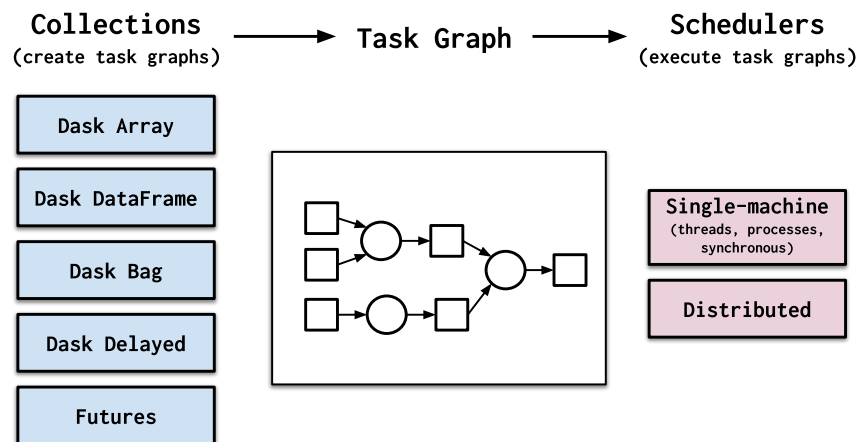 Collections
(create task graphs)
Task Graph
Schedulers
(execute task graphs)
Dask Array
Dask DataFrame
Dask Bag
Dask Delayed
Futures
Single-machine
(threads, processes,
synchronous)
Distributed